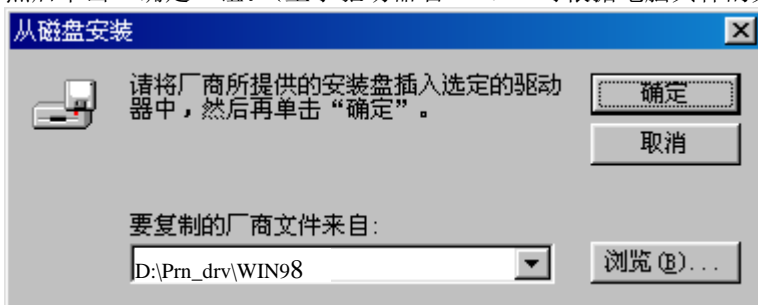 从磁盘安装
请将厂商所提供的安装盘插入选定的驱动
器中，然后再单击“确定”。
确定
取消
要复制的厂商文件来自:
D:\Prn_drv\WIN98
浏览(B)...